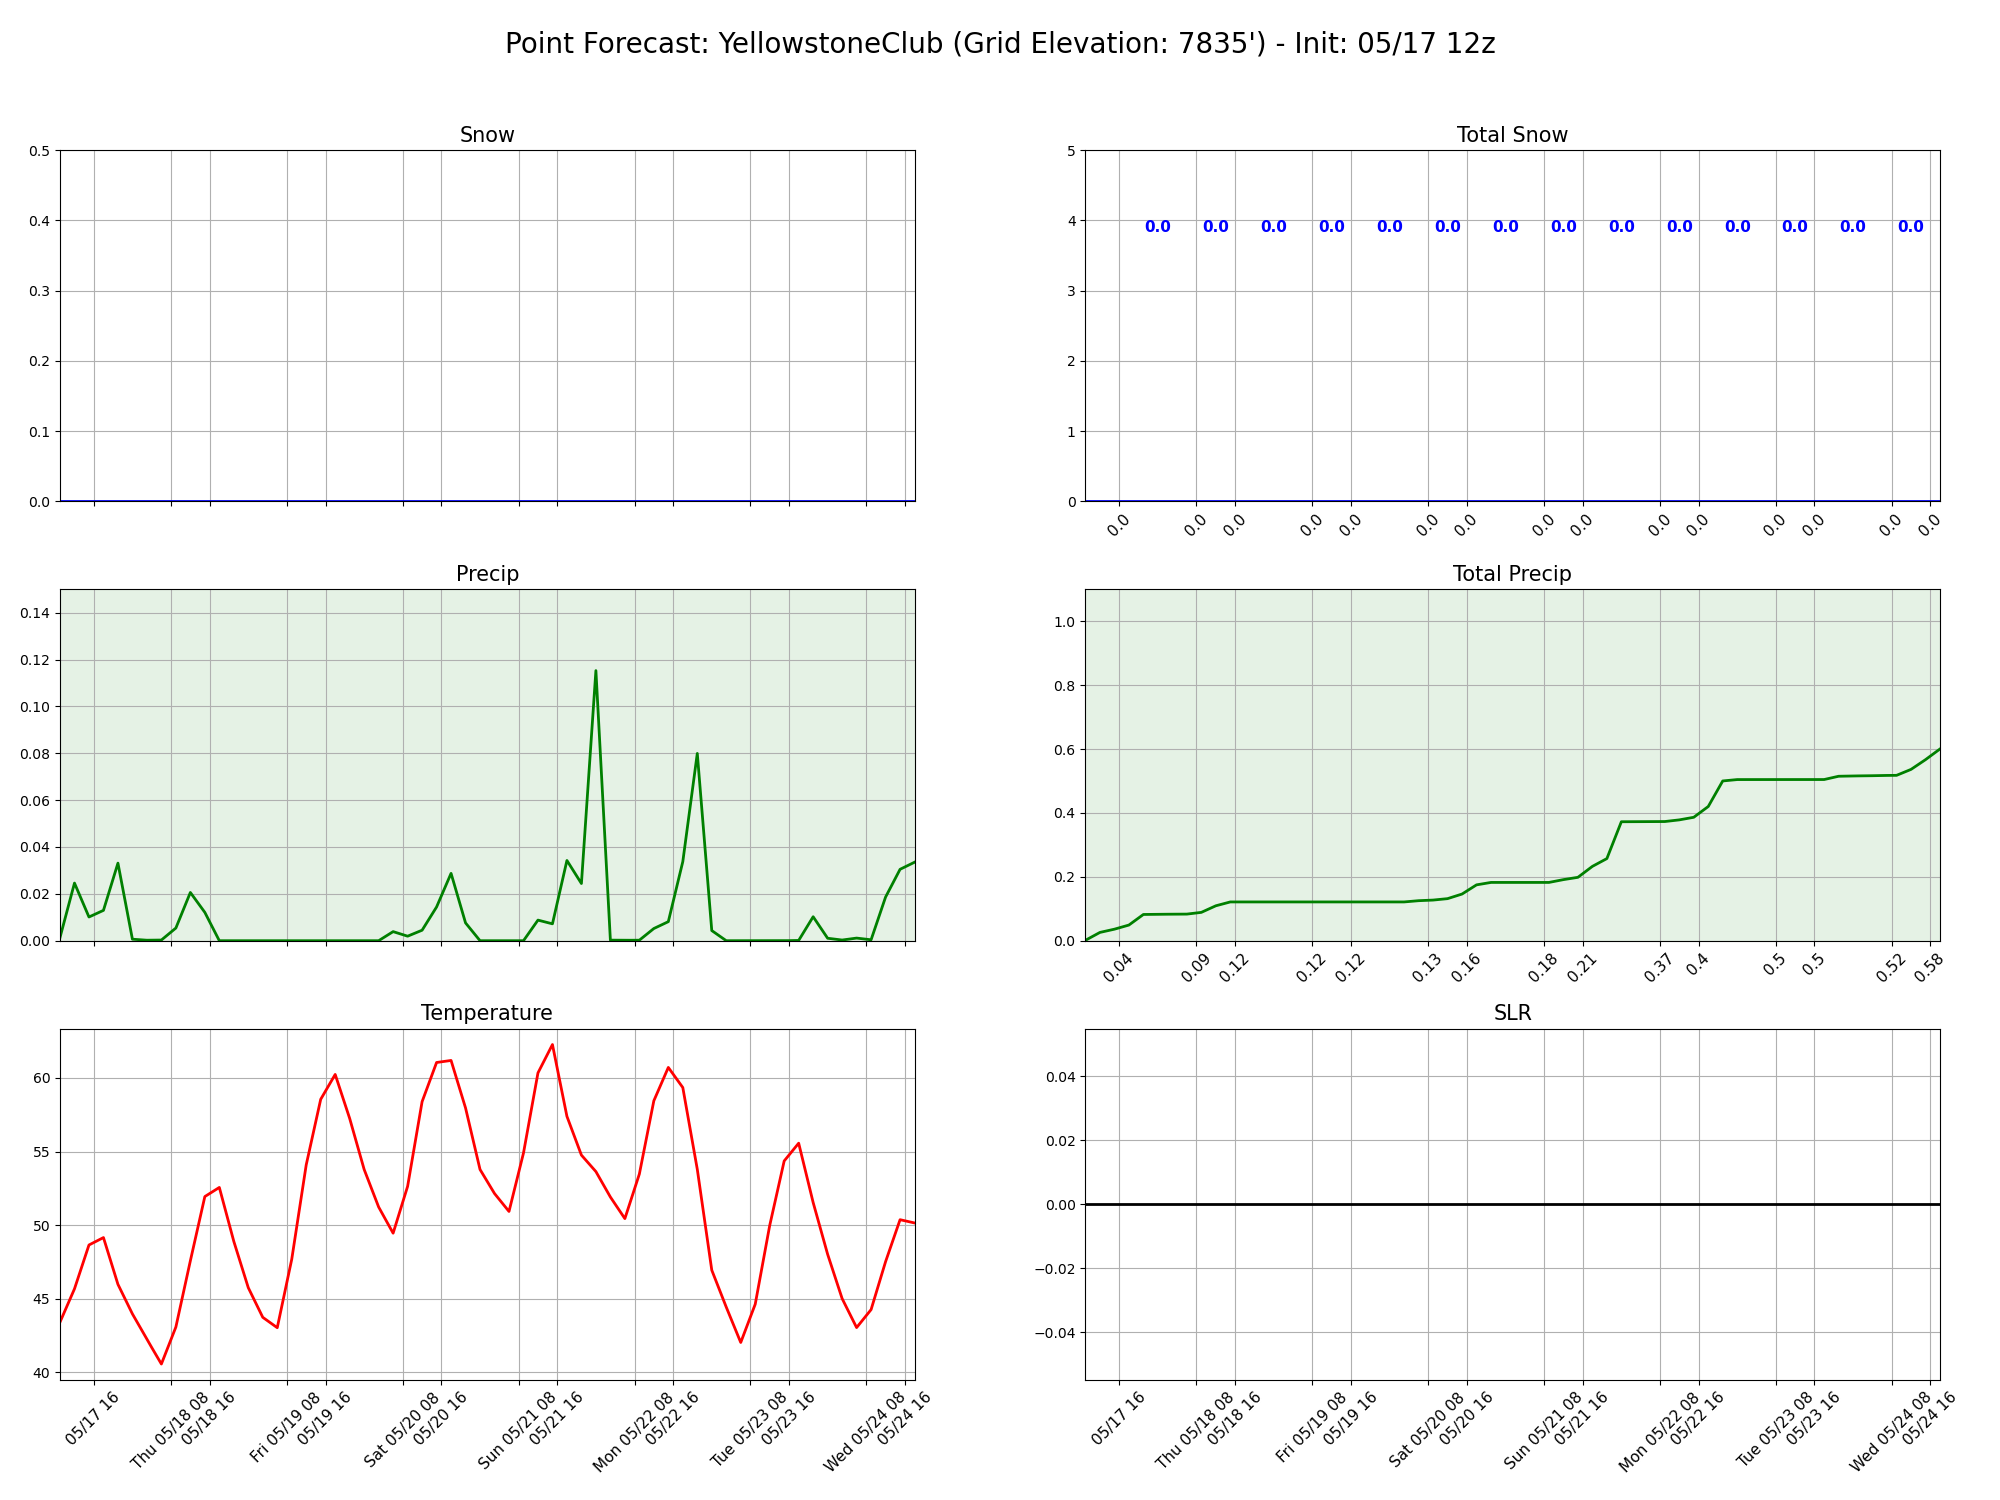 Point Forecast: YellowstoneClub (Grid Elevation: 7835') - Init: 05/17 12z
Snow
0.5
0.4
0.3
0.2
0.1
0.0
Total Snow
5
4
3
2
1
0
0.0 0.0 0.0 0.0 0.0 0.0 0.0 0.0 0.0 0.0 0.0 0.0 0.0 0.0
0.0 0.0 0.0 0.0 0.0 0.0 0.0 0.0 0.0 0.0 0.0 0.0 0.0 0.0 0.0
Precip
0.14
0.12
0.10
0.08
0.06
0.04
0.02
0.00
Total Precip
1.0
0.8
0.6
0.4
0.2
0.0
0.04 0.09 0.12 0.12 0.12 0.13 0.16 0.18 0.21 0.37 0.4 0.5 0.5 0.52 0.58
Temperature
60
55
50
45
40
05/17 16
Thu 05/18 08
05/18 16
Fri 05/19 08
05/19 16
Sat 05/20 08
05/20 16
Sun 05/21 08
05/21 16
Mon 05/22 08
05/22 16
Tue 05/23 08
05/23 16
Wed 05/24 08
05/24 16
SLR
0.04
0.02
0.00
−0.02
−0.04
05/17 16
Thu 05/18 08
05/18 16
Fri 05/19 08
05/19 16
Sat 05/20 08
05/20 16
Sun 05/21 08
05/21 16
Mon 05/22 08
05/22 16
Tue 05/23 08
05/23 16
Wed 05/24 08
05/24 16